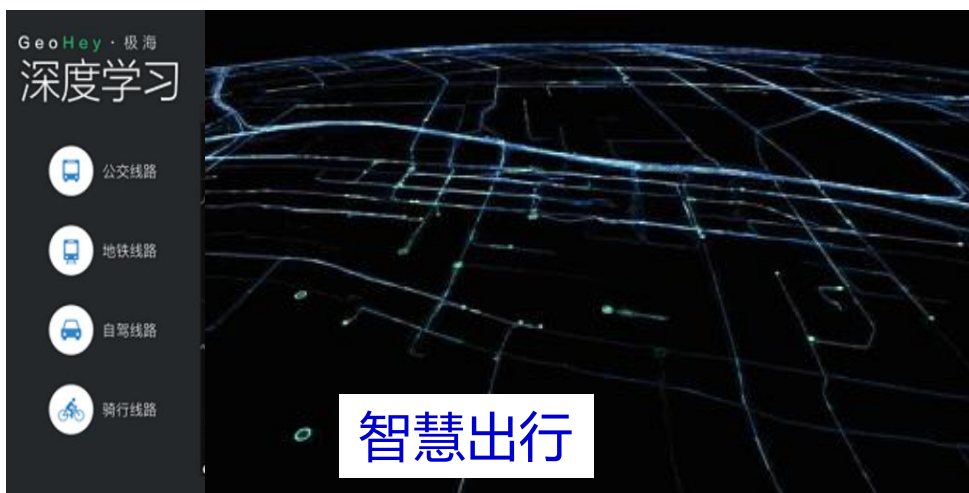 GeoHey · 极海
深度学习
公交线路
地铁线路
自驾线路
骑行线路
智慧出行